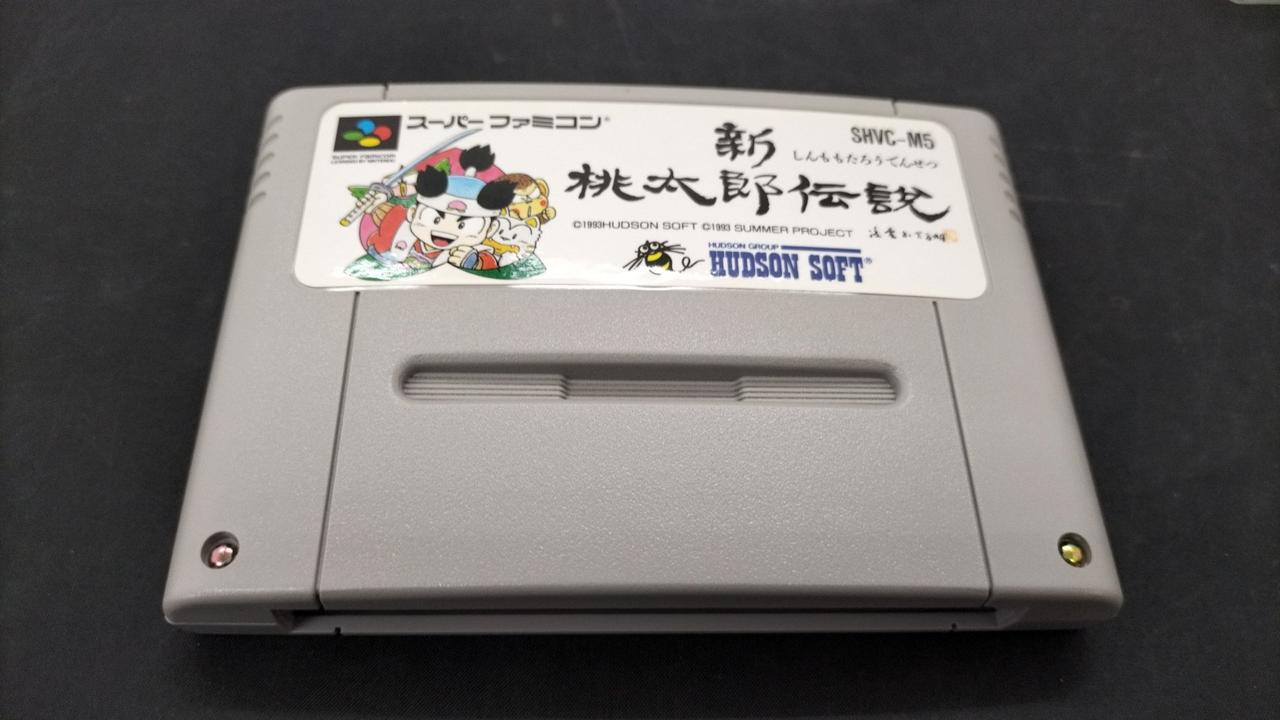 スーパーファミコン®
SUPER FAMICOM
LICENSED BY NINTENDO
SHVC-M5
新
しんももたろうでんせつ
桃太郎伝説
©1993HUDSON SOFT ©1993 SUMMER PROJECT
HUDSON GROUP
HUDSON SOFT®